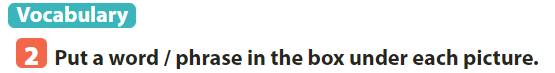 Vocabulary
2 Put a word / phrase in the box under each picture.